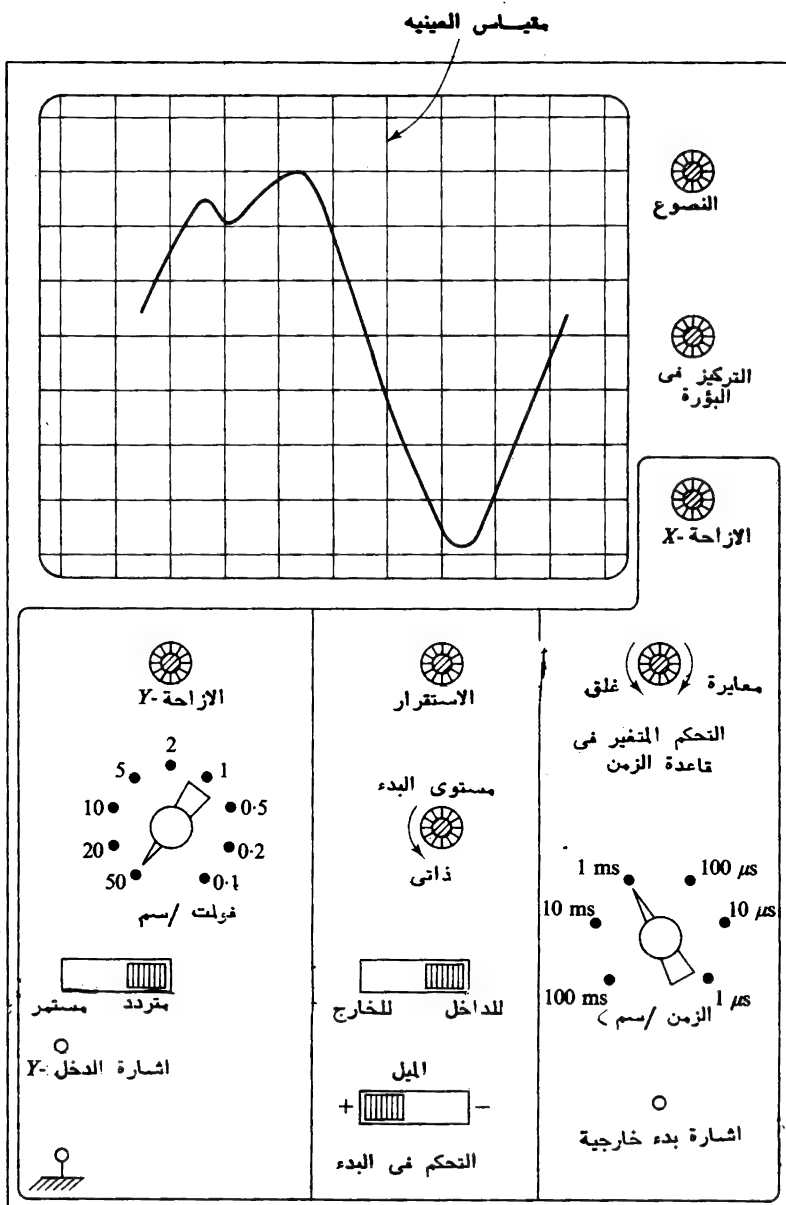 مقيـاس العينيه
النصوع
التركيز فى
البؤرة
الازاحة -X
الازاحة -Y
2
5
1
10
0·5
20
0·2
50
0·1
فولت / سم
مستمر
متردد
اشارة الدخل -Y
الاستقرار
مستوى البدء
ذاتى
للخارج
للداخل
الميل
+
−
التحكم فى البدء
معايرة
غلق
التحكم المتغير فى
قاعدة الزمن
1 ms
100 µs
10 ms
10 µs
100 ms
1 µs
الزمن / سم
اشارة بدء خارجية